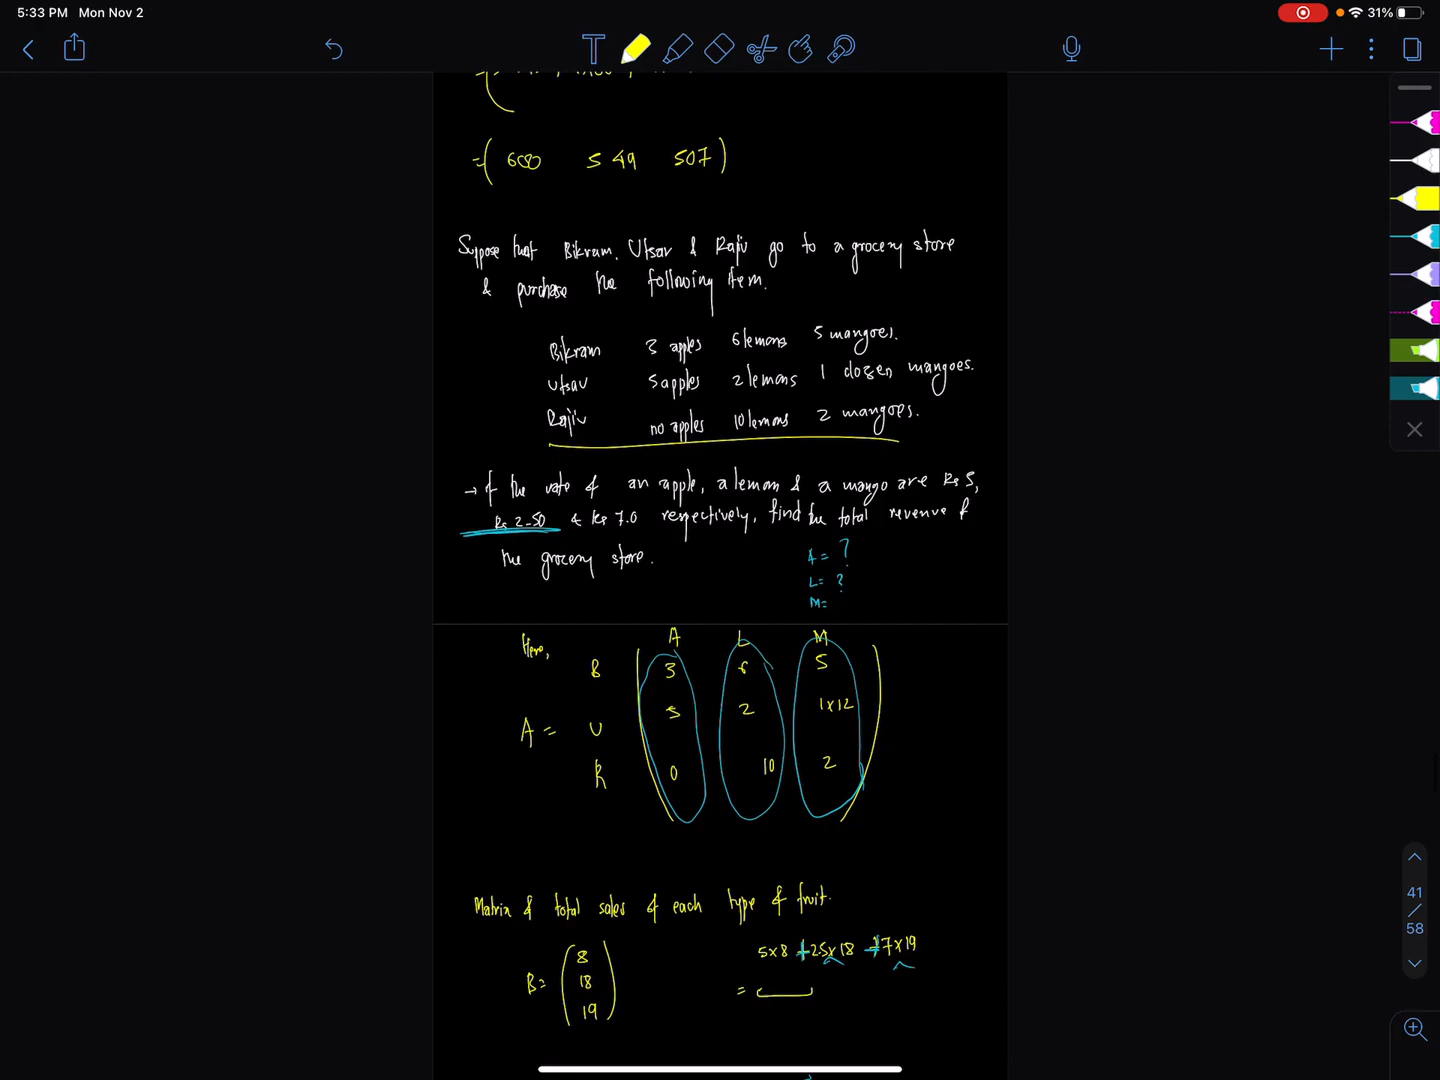 5:33 PM Mon Nov 2
31%
T
=( 680 549 507 )
Suppose that Bikram, Utsav & Rajiv go to a grocery store
& purchase the following item.
Bikram 3 apples 6 lemons 5 mangoes.
Utsav 5 apples 2 lemons 1 dozen mangoes.
Rajiv no apples 10 lemons 2 mangoes.
→ If the rate of an apple, a lemon & a mango are Rs 5,
Rs 2.50 & Rs 7.0 respectively, find the total revenue of
the grocery store.
A = ?
L = ?
M =
Here,
A L M
B 3 6 5
A = U 5 2 1x12
R 0 10 2
Matrix of total sales of each type of fruit.
B = ( 8 18 19 )
5x8 + 2.5x18 + 7x19
=
41
/
58